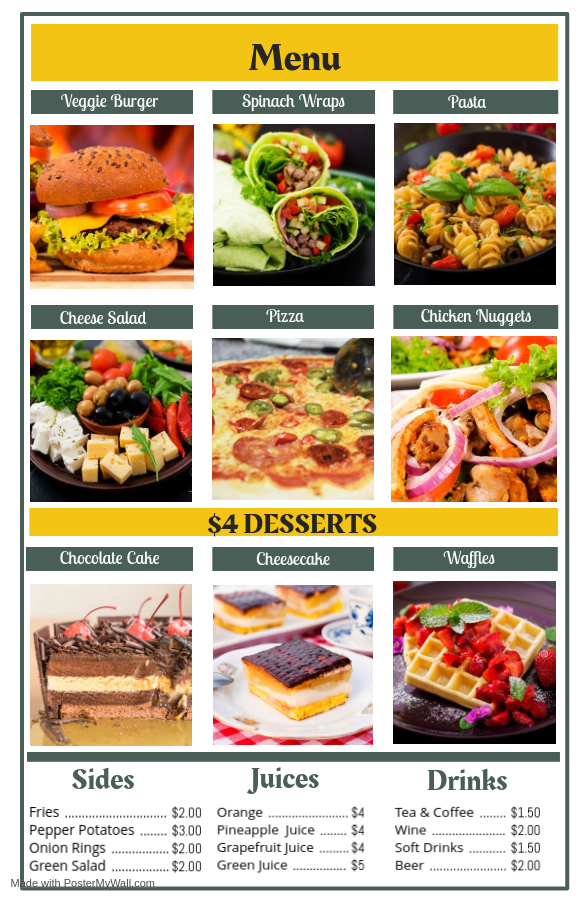 Menu
Veggie Burger
Spinach Wraps
Pasta
Cheese Salad
Pizza
Chicken Nuggets
$4 DESSERTS
Chocolate Cake
Cheesecake
Waffles
Sides
Fries ................................ $2.00
Pepper Potatoes ........ $3.00
Onion Rings .................... $2.00
Green Salad .................... $2.00
Juices
Orange ........................... $4
Pineapple Juice ........ $4
Grapefruit Juice ........ $4
Green Juice ................ $5
Drinks
Tea & Coffee ........ $1.50
Wine ........................ $2.00
Soft Drinks ............ $1.50
Beer ........................ $2.00
Made with PosterMyWall.com